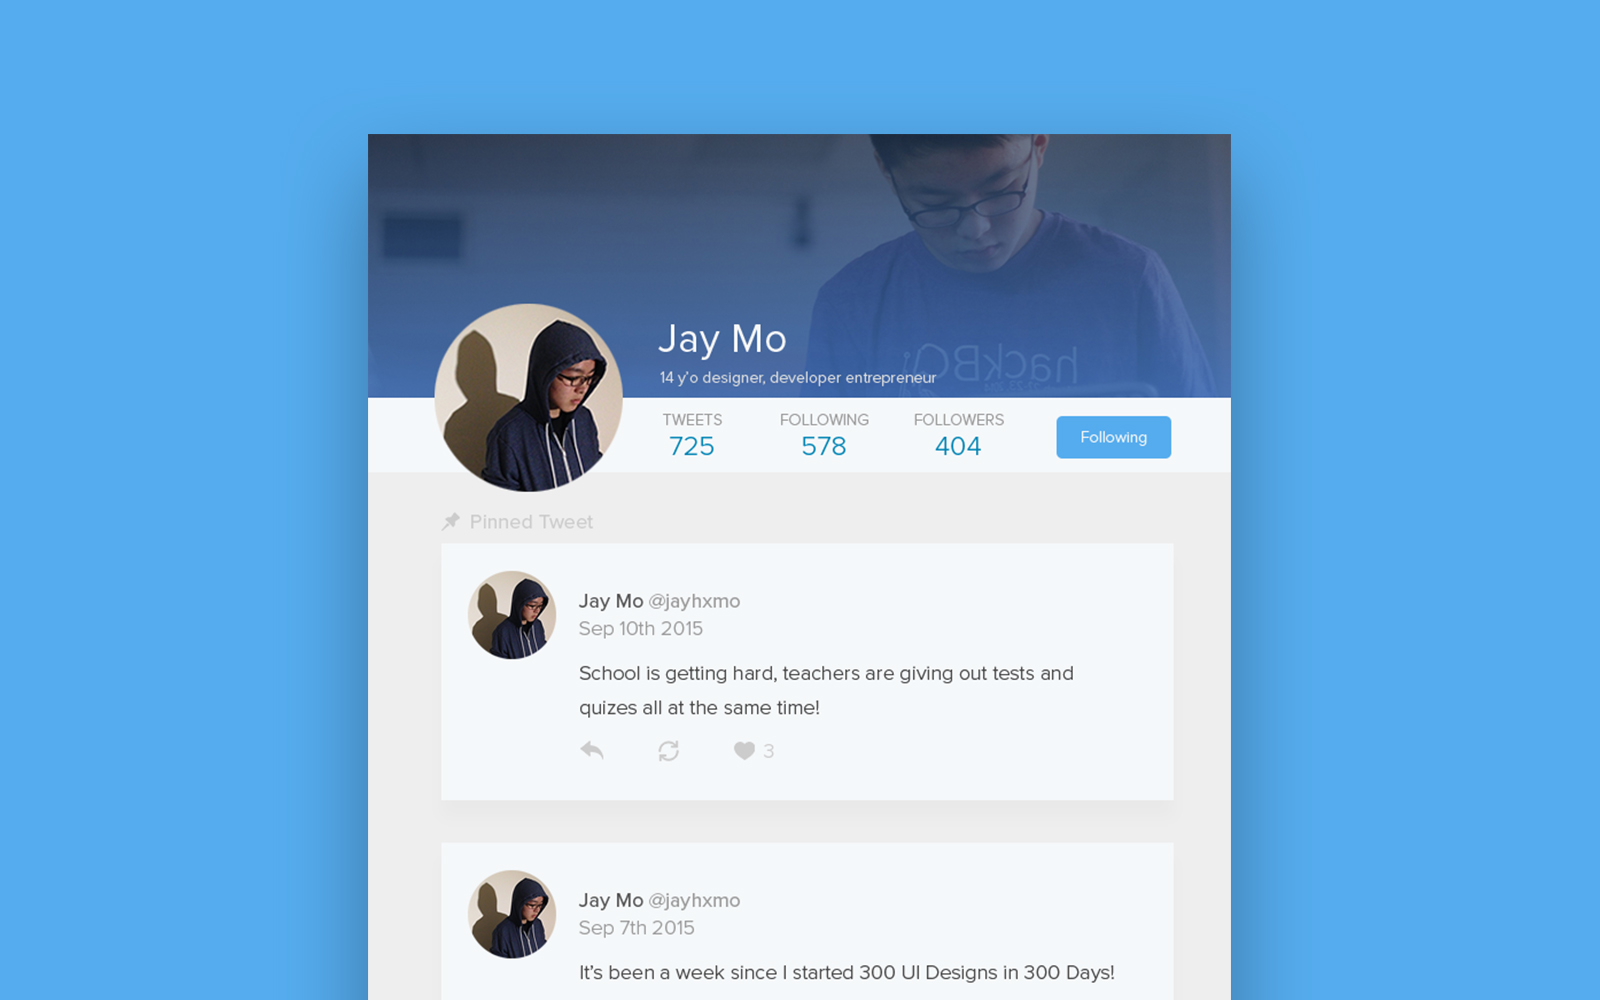 hackBCA
Jay Mo
14 y'o designer, developer entrepreneur
TWEETS FOLLOWING FOLLOWERS
725 578 404
Following
Pinned Tweet
Jay Mo @jayhxmo
Sep 10th 2015
School is getting hard, teachers are giving out tests and
quizes all at the same time!
3
Jay Mo @jayhxmo
Sep 7th 2015
It's been a week since I started 300 UI Designs in 300 Days!